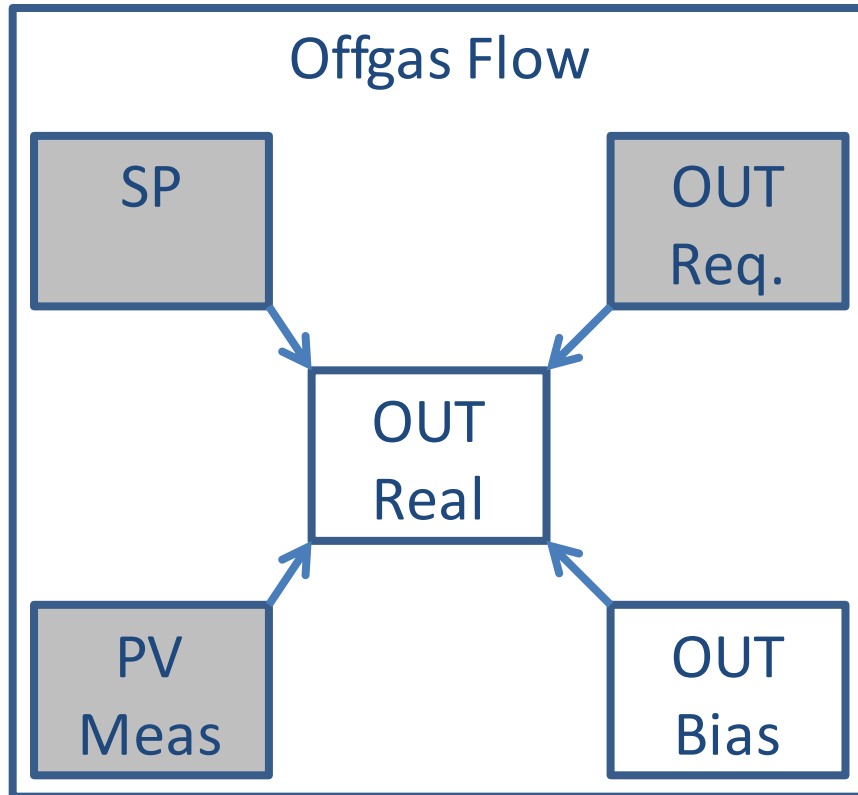 Offgas Flow
SP
OUT
Req.
OUT
Real
PV
Meas
OUT
Bias